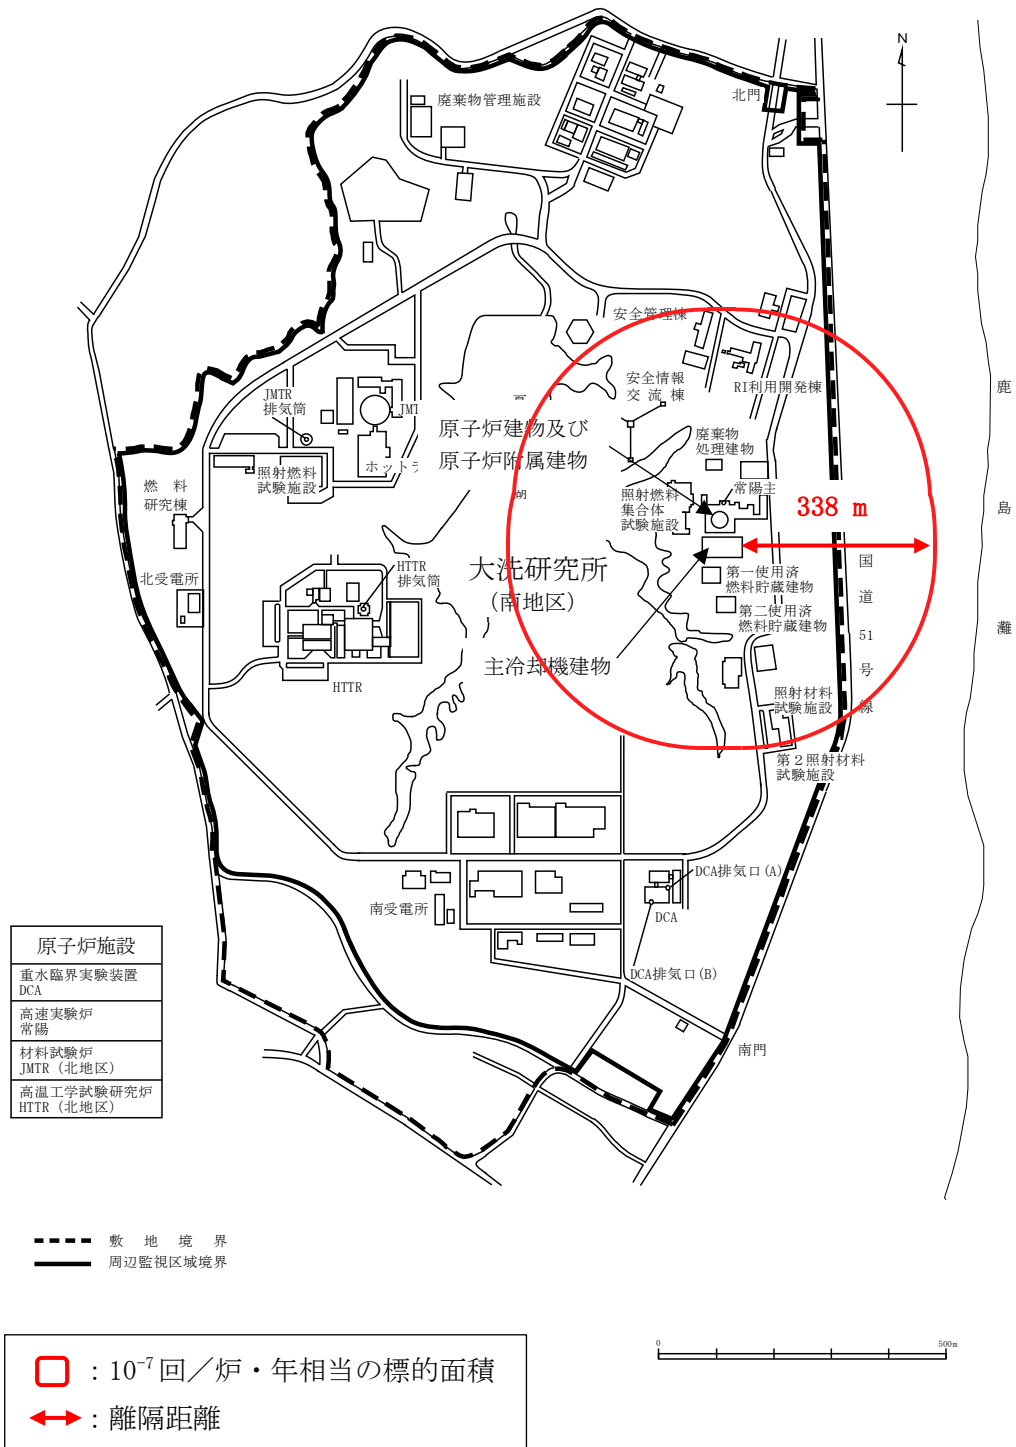 N
北門
廃棄物管理施設
安全管理棟
RI利用開発棟
安全情報
交 流 棟
廃棄物
処理建物
鹿
島
灘
JMTR
排気筒
原子炉建物及び
原子炉附属建物
湖
照射燃料
試験施設
燃 料
研究棟
照射燃料
集合体
試験施設
常陽主
338 m
北受電所
HTTR
排気筒
大洗研究所
(南地区)
第一使用済
燃料貯蔵建物
第二使用済
燃料貯蔵建物
国
道
51
号
線
主冷却機建物
HTTR
照射材料
試験施設
第2照射材料
試験施設
DCA排気口(A)
南受電所
DCA
DCA排気口(B)
南門
原子炉施設
重水臨界実験装置
DCA
高速実験炉
常陽
材料試験炉
JMTR (北地区)
高温工学試験研究炉
HTTR (北地区)
敷 地 境 界
周辺監視区域境界
0 500m
:10⁻⁷回/炉・年相当の標的面積
:離隔距離